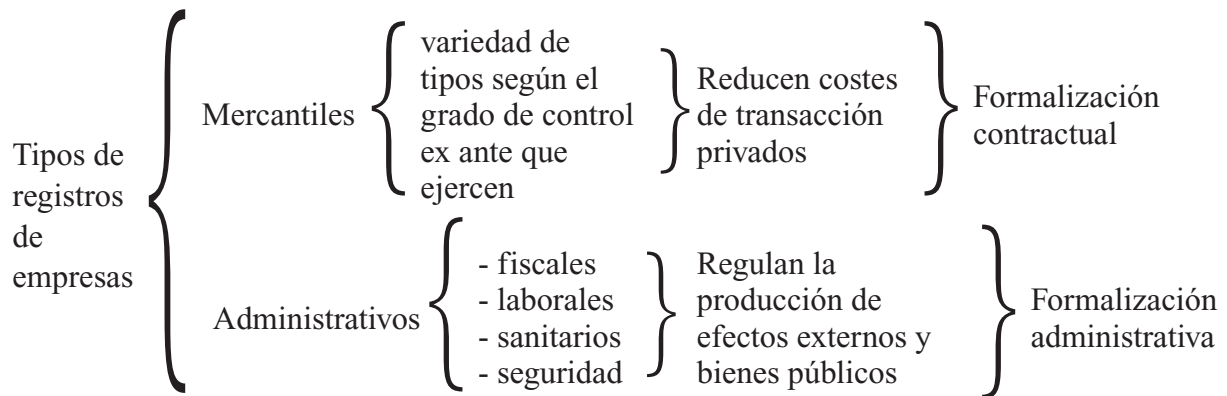 Tipos de
registros
de
empresas
Mercantiles
variedad de
tipos según el
grado de control
ex ante que
ejercen
Reducen costes
de transacción
privados
Formalización
contractual
Administrativos
- fiscales
- laborales
- sanitarios
- seguridad
Regulan la
producción de
efectos externos y
bienes públicos
Formalización
administrativa